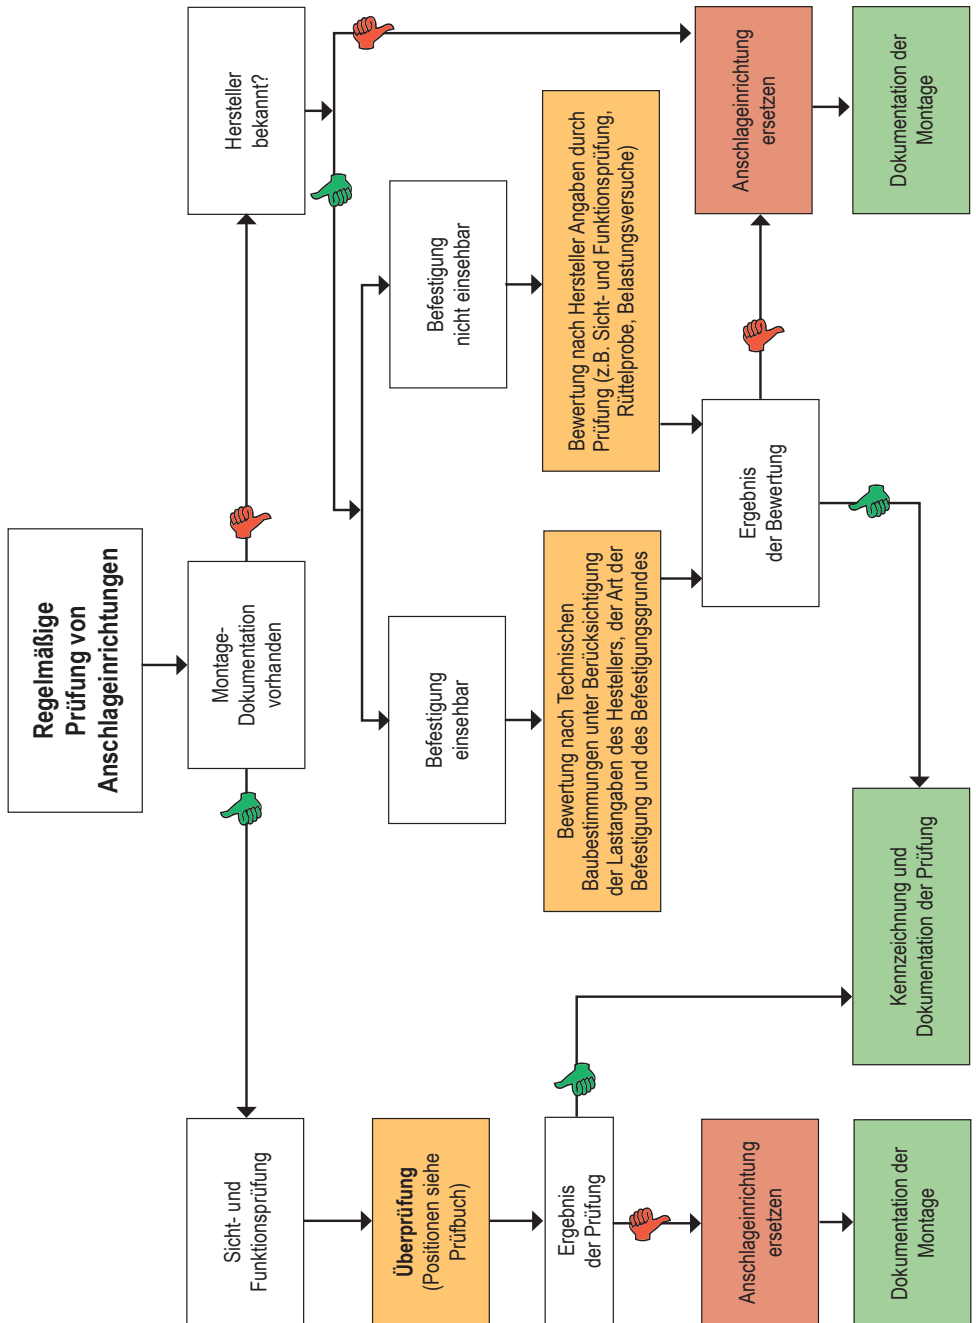 Regelmäßige
Prüfung von
Anschlageinrichtungen
Montage-
Dokumentation
vorhanden
Sicht- und
Funktionsprüfung
Hersteller
bekannt?
Überprüfung
(Positionen siehe
Prüfbuch)
Befestigung
einsehbar
Befestigung
nicht einsehbar
Ergebnis
der Prüfung
Bewertung nach Technischen
Baubestimmungen unter Berücksichtigung
der Lastangaben des Hestellers, der Art der
Befestigung und des Befestigungsgrundes
Bewertung nach Hersteller Angaben durch
Prüfung (z.B. Sicht- und Funktionsprüfung,
Rüttelprobe, Belastungsversuche)
Anschlageinrichtung
ersetzen
Ergebnis
der Bewertung
Anschlageinrichtung
ersetzen
Dokumentation der
Montage
Kennzeichnung und
Dokumentation der Prüfung
Dokumentation der
Montage